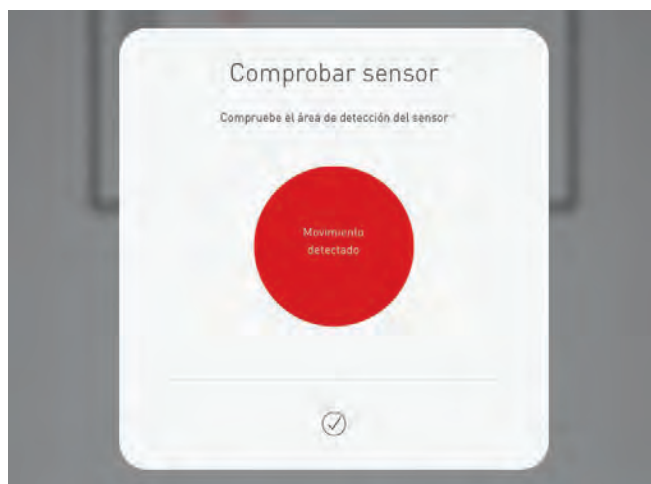 Comprobar sensor
Compruebe el área de detección del sensor
Movimiento
detectado